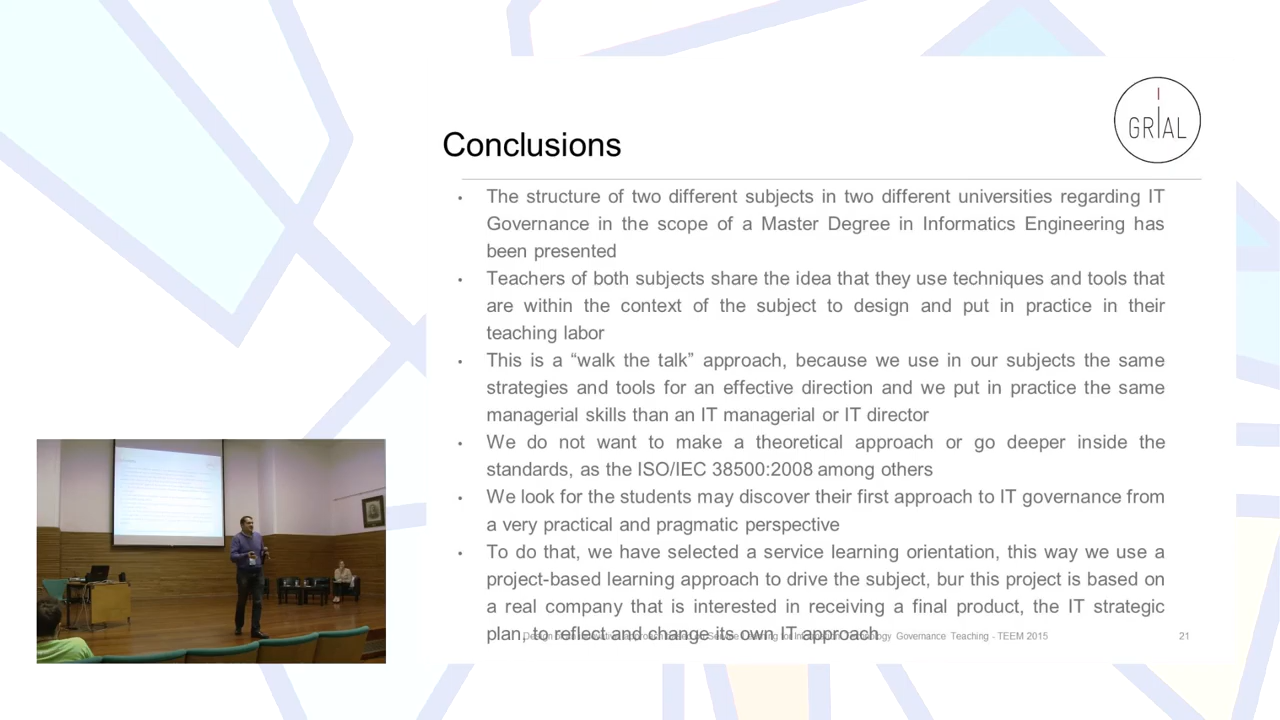 GRIAL
Conclusions
• The structure of two different subjects in two different universities regarding IT
Governance in the scope of a Master Degree in Informatics Engineering has
been presented
• Teachers of both subjects share the idea that they use techniques and tools that
are within the context of the subject to design and put in practice in their
teaching labor
• This is a “walk the talk” approach, because we use in our subjects the same
strategies and tools for an effective direction and we put in practice the same
managerial skills than an IT managerial or IT director
• We do not want to make a theoretical approach or go deeper inside the
standards, as the ISO/IEC 38500:2008 among others
• We look for the students may discover their first approach to IT governance from
a very practical and pragmatic perspective
• To do that, we have selected a service learning orientation, this way we use a
project-based learning approach to drive the subject, bur this project is based on
a real company that is interested in receiving a final product, the IT strategic
plan, to reflect and change its own IT approach
Governance Teaching - TEEM 2015
21